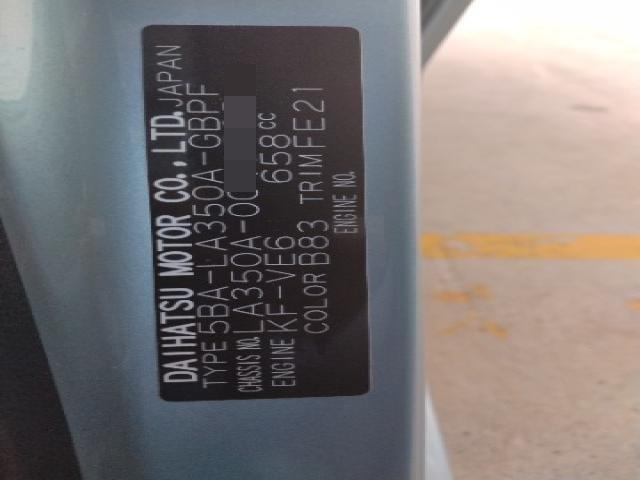 DAIHATSU MOTOR CO., LTD. JAPAN
TYPE 5BA-LA350A-GBPF
CHASSIS NO. LA350A-00
ENGINE KF-VE6 658cc
COLOR B83 TRIM FE21
ENGINE NO.